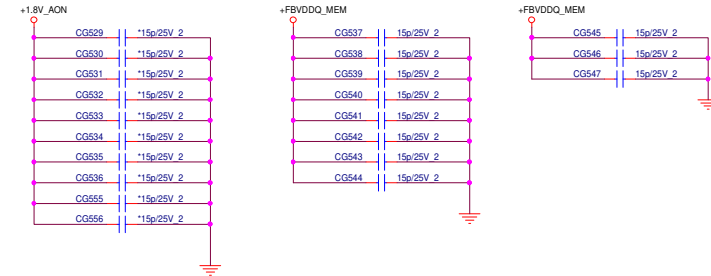 +1.8V_AON
CG529 *15p/25V_2
CG530 *15p/25V_2
CG531 *15p/25V_2
CG532 *15p/25V_2
CG533 *15p/25V_2
CG534 *15p/25V_2
CG535 *15p/25V_2
CG536 *15p/25V_2
CG555 *15p/25V_2
CG556 *15p/25V_2
+FBVDDQ_MEM
CG537 15p/25V_2
CG538 15p/25V_2
CG539 15p/25V_2
CG540 15p/25V_2
CG541 15p/25V_2
CG542 15p/25V_2
CG543 15p/25V_2
CG544 15p/25V_2
+FBVDDQ_MEM
CG545 15p/25V_2
CG546 15p/25V_2
CG547 15p/25V_2